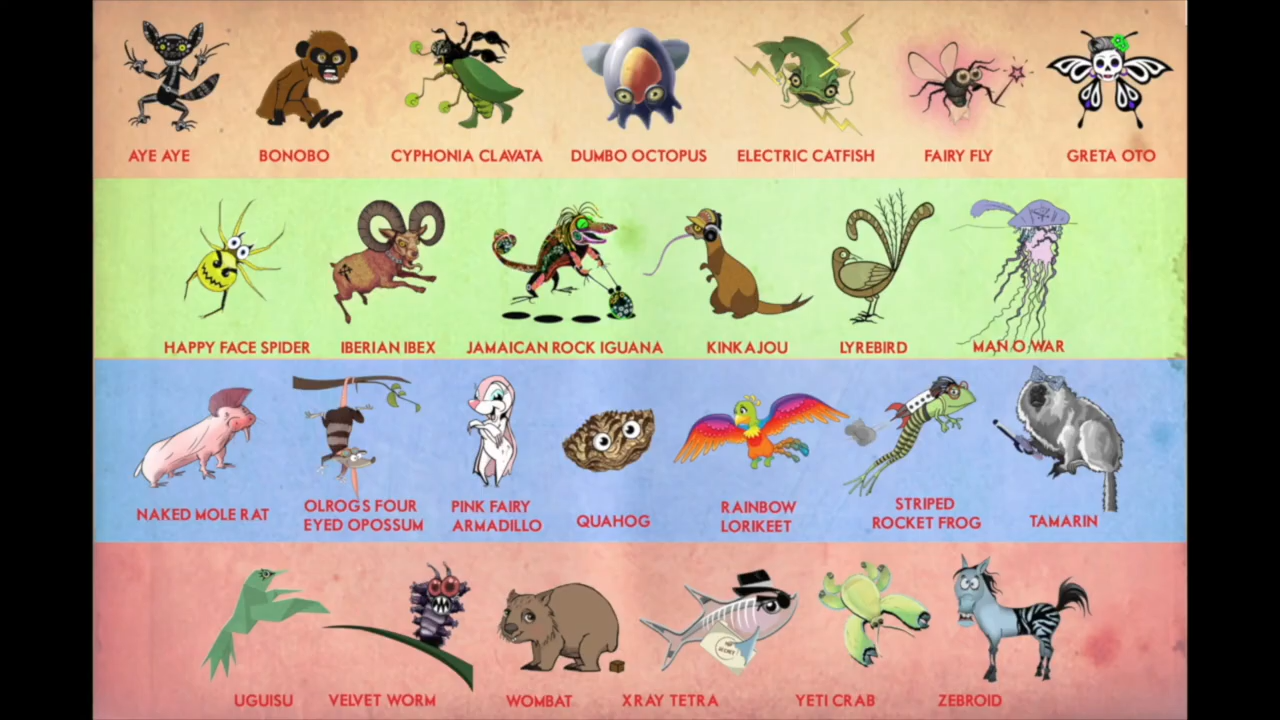 AYE AYE
BONOBO
CYPHONIA CLAVATA
DUMBO OCTOPUS
ELECTRIC CATFISH
FAIRY FLY
GRETA OTO
HAPPY FACE SPIDER
IBERIAN IBEX
JAMAICAN ROCK IGUANA
KINKAJOU
LYREBIRD
MAN O WAR
NAKED MOLE RAT
OLROGS FOUR
EYED OPOSSUM
PINK FAIRY
ARMADILLO
QUAHOG
RAINBOW
LORIKEET
STRIPED
ROCKET FROG
TAMARIN
UGUISU
VELVET WORM
WOMBAT
XRAY TETRA
TOP
SECRET
YETI CRAB
ZEBROID